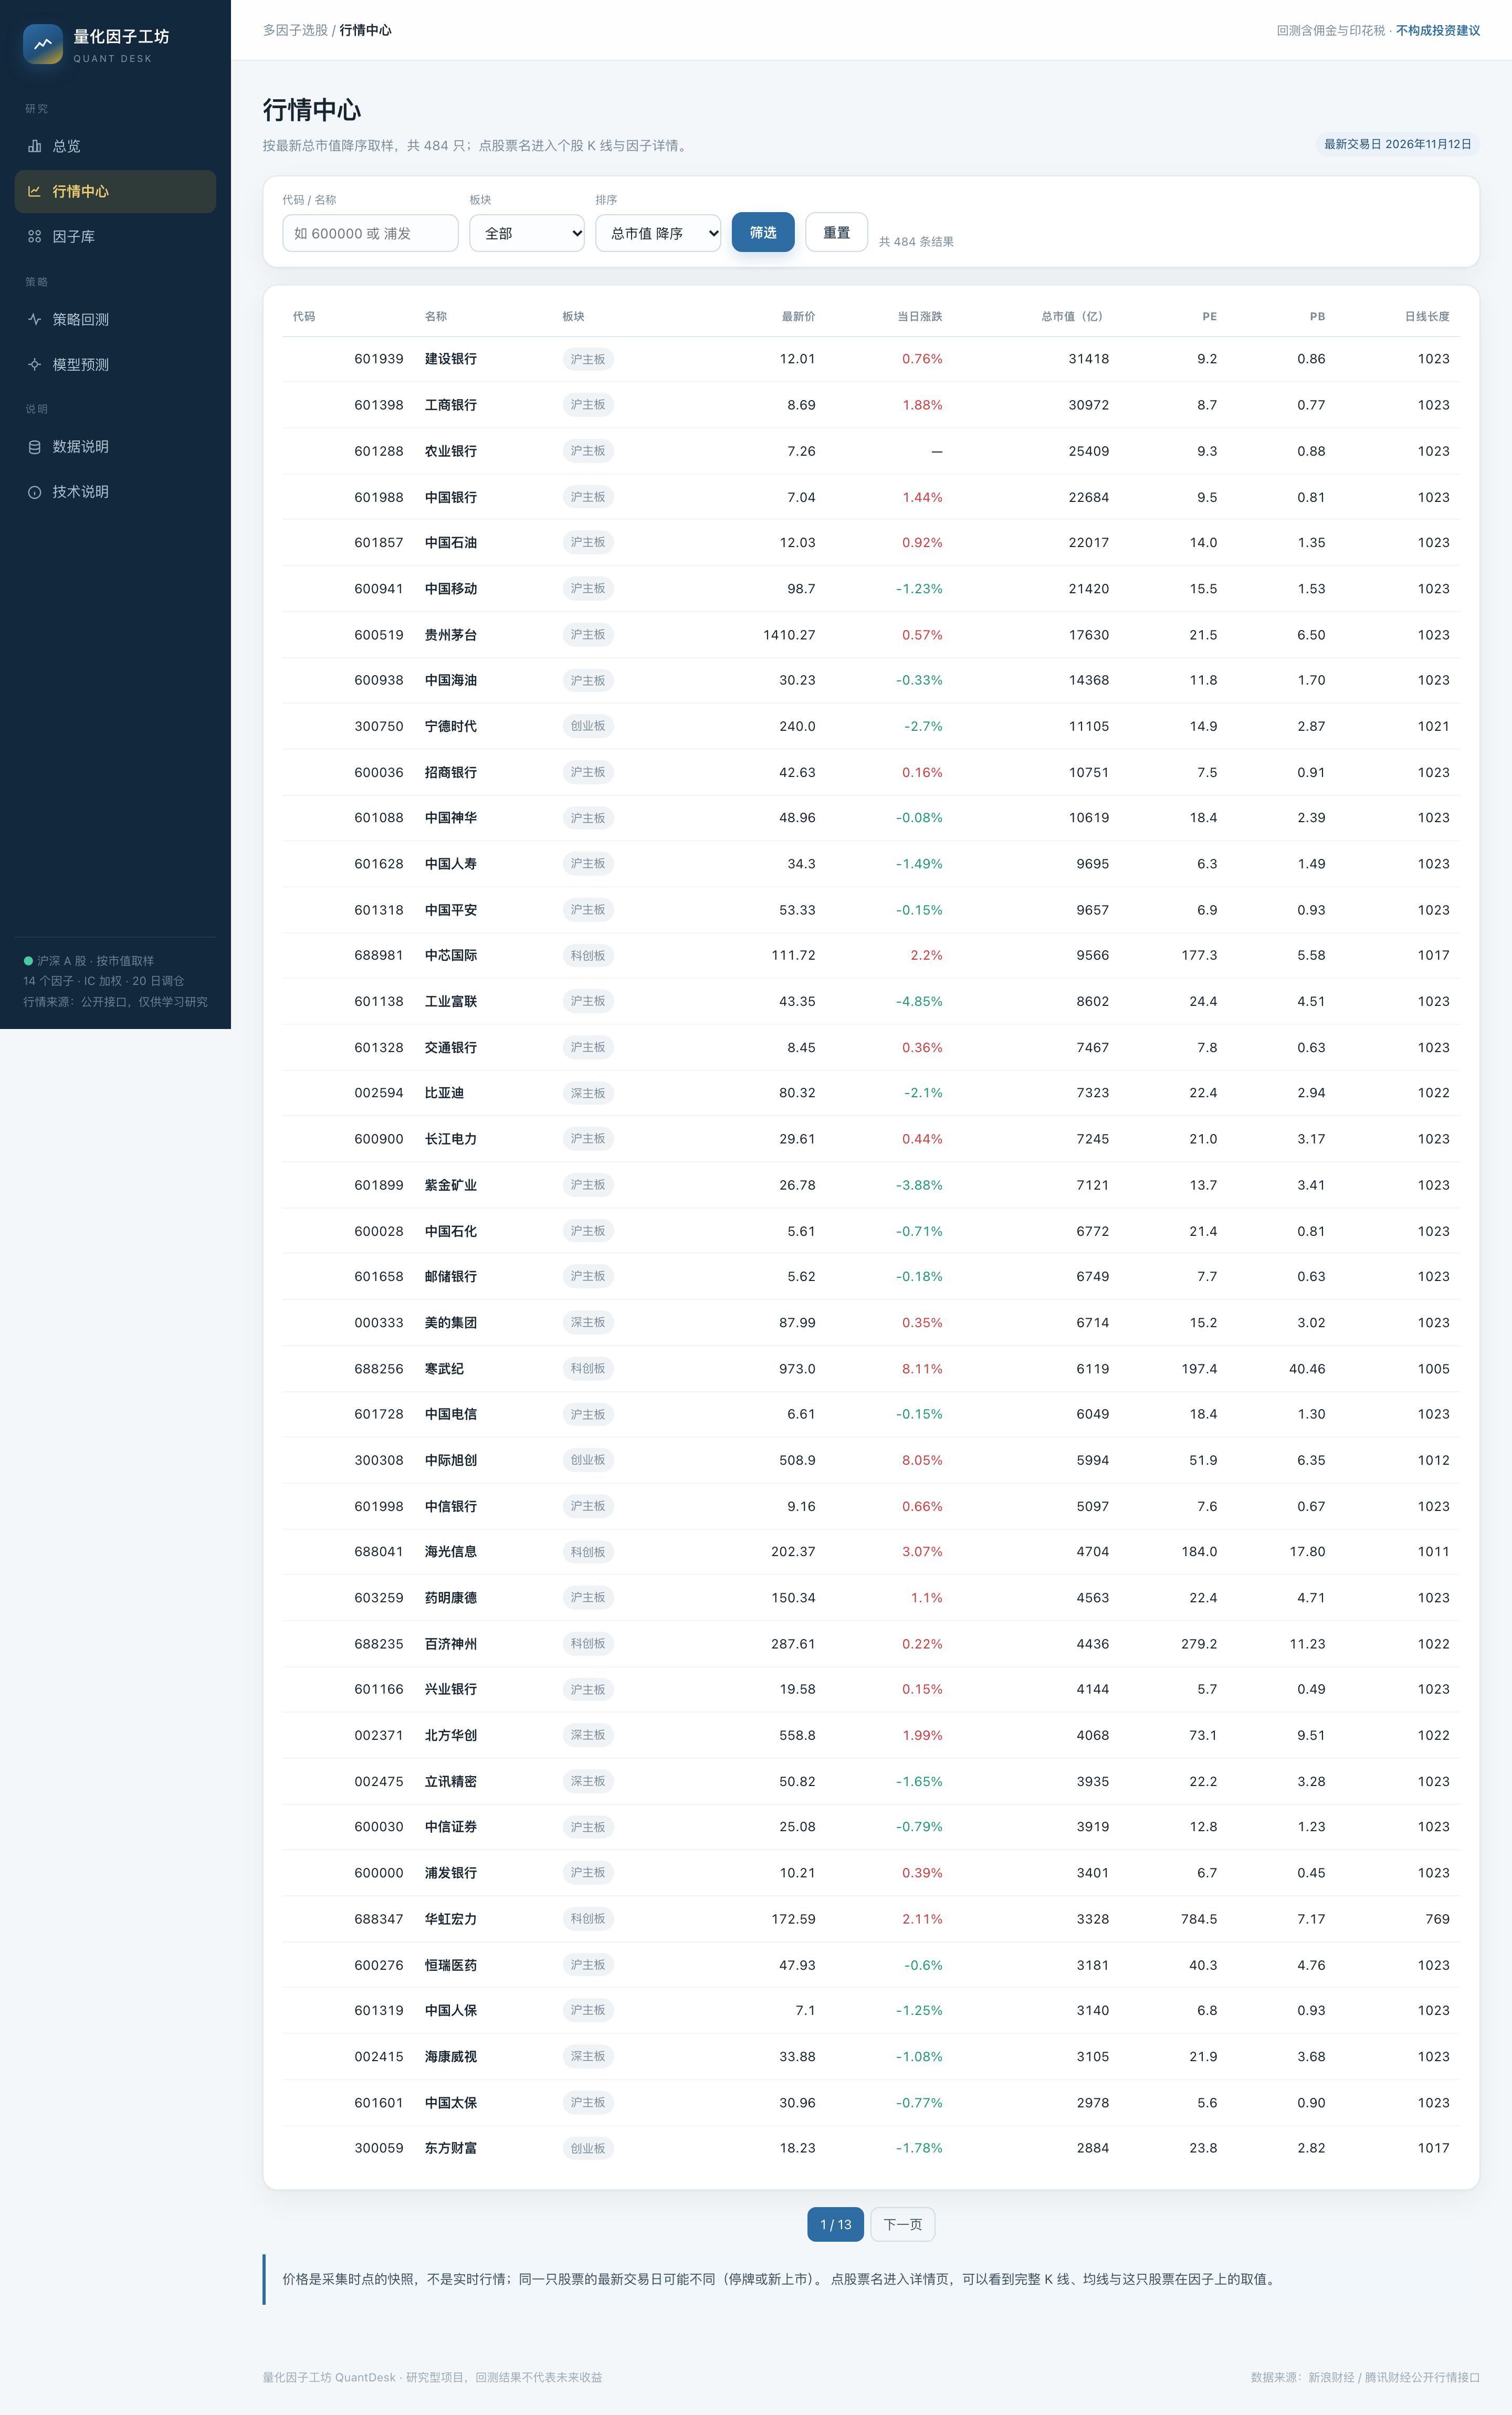 量化因子工坊
QUANT DESK
研究
总览
行情中心
因子库
策略
策略回测
模型预测
说明
数据说明
技术说明
沪深 A 股 · 按市值取样
14 个因子 · IC 加权 · 20 日调仓
行情来源：公开接口，仅供学习研究
多因子选股 / 行情中心
回测含佣金与印花税 · 不构成投资建议
行情中心
按最新总市值降序取样，共 484 只；点股票名进入个股 K 线与因子详情。
最新交易日 2026年11月12日
代码 / 名称 板块 排序
如 600000 或 浦发 全部 总市值 降序 筛选 重置 共 484 条结果
代码 名称 板块 最新价 当日涨跌 总市值（亿） PE PB 日线长度
601939 建设银行 沪主板 12.01 0.76% 31418 9.2 0.86 1023
601398 工商银行 沪主板 8.69 1.88% 30972 8.7 0.77 1023
601288 农业银行 沪主板 7.26 — 25409 9.3 0.88 1023
601988 中国银行 沪主板 7.04 1.44% 22684 9.5 0.81 1023
601857 中国石油 沪主板 12.03 0.92% 22017 14.0 1.35 1023
600941 中国移动 沪主板 98.7 -1.23% 21420 15.5 1.53 1023
600519 贵州茅台 沪主板 1410.27 0.57% 17630 21.5 6.50 1023
600938 中国海油 沪主板 30.23 -0.33% 14368 11.8 1.70 1023
300750 宁德时代 创业板 240.0 -2.7% 11105 14.9 2.87 1021
600036 招商银行 沪主板 42.63 0.16% 10751 7.5 0.91 1023
601088 中国神华 沪主板 48.96 -0.08% 10619 18.4 2.39 1023
601628 中国人寿 沪主板 34.3 -1.49% 9695 6.3 1.49 1023
601318 中国平安 沪主板 53.33 -0.15% 9657 6.9 0.93 1023
688981 中芯国际 科创板 111.72 2.2% 9566 177.3 5.58 1017
601138 工业富联 沪主板 43.35 -4.85% 8602 24.4 4.51 1023
601328 交通银行 沪主板 8.45 0.36% 7467 7.8 0.63 1023
002594 比亚迪 深主板 80.32 -2.1% 7323 22.4 2.94 1022
600900 长江电力 沪主板 29.61 0.44% 7245 21.0 3.17 1023
601899 紫金矿业 沪主板 26.78 -3.88% 7121 13.7 3.41 1023
600028 中国石化 沪主板 5.61 -0.71% 6772 21.4 0.81 1023
601658 邮储银行 沪主板 5.62 -0.18% 6749 7.7 0.63 1023
000333 美的集团 深主板 87.99 0.35% 6714 15.2 3.02 1023
688256 寒武纪 科创板 973.0 8.11% 6119 197.4 40.46 1005
601728 中国电信 沪主板 6.61 -0.15% 6049 18.4 1.30 1023
300308 中际旭创 创业板 508.9 8.05% 5994 51.9 6.35 1012
601998 中信银行 沪主板 9.16 0.66% 5097 7.6 0.67 1023
688041 海光信息 科创板 202.37 3.07% 4704 184.0 17.80 1011
603259 药明康德 沪主板 150.34 1.1% 4563 22.4 4.71 1023
688235 百济神州 科创板 287.61 0.22% 4436 279.2 11.23 1022
601166 兴业银行 沪主板 19.58 0.15% 4144 5.7 0.49 1023
002371 北方华创 深主板 558.8 1.99% 4068 73.1 9.51 1022
002475 立讯精密 深主板 50.82 -1.65% 3935 22.2 3.28 1023
600030 中信证券 沪主板 25.08 -0.79% 3919 12.8 1.23 1023
600000 浦发银行 沪主板 10.21 0.39% 3401 6.7 0.45 1023
688347 华虹宏力 科创板 172.59 2.11% 3328 784.5 7.17 769
600276 恒瑞医药 沪主板 47.93 -0.6% 3181 40.3 4.76 1023
601319 中国人保 沪主板 7.1 -1.25% 3140 6.8 0.93 1023
002415 海康威视 深主板 33.88 -1.08% 3105 21.9 3.68 1023
601601 中国太保 沪主板 30.96 -0.77% 2978 5.6 0.90 1023
300059 东方财富 创业板 18.23 -1.78% 2884 23.8 2.82 1017
1 / 13 下一页
价格是采集时点的快照，不是实时行情；同一只股票的最新交易日可能不同（停牌或新上市）。 点股票名进入详情页，可以看到完整 K 线、均线与这只股票在因子上的取值。
量化因子工坊 QuantDesk · 研究型项目，回测结果不代表未来收益
数据来源：新浪财经 / 腾讯财经公开行情接口